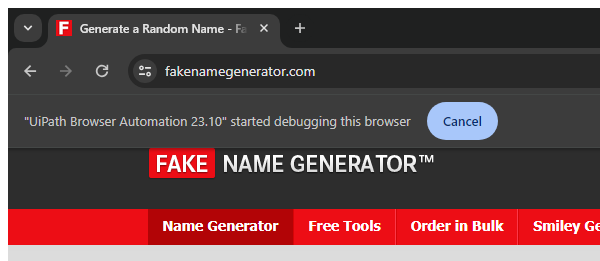 Generate a Random Name - Fa
fakenamegenerator.com
"UiPath Browser Automation 23.10" started debugging this browser
Cancel
FAKE NAME GENERATOR™
Name Generator
Free Tools
Order in Bulk
Smiley Ge